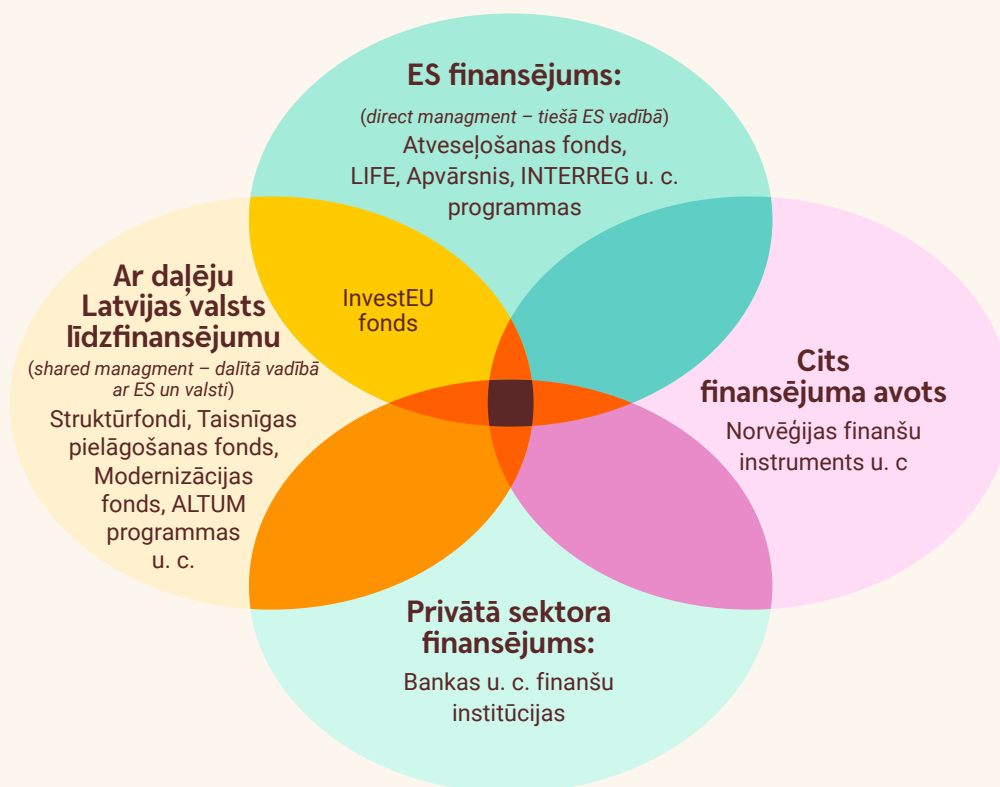 ES finansējums:
(direct managment – tiešā ES vadībā)
Atveseļošanas fonds,
LIFE, Apvārsnis, INTERREG u. c.
programmas
InvestEU
fonds
Ar daļēju
Latvijas valsts
līdzfinansējumu
(shared managment – dalītā vadībā
ar ES un valsti)
Struktūrfondi, Taisnīgas
pielāgošanas fonds,
Modernizācijas
fonds, ALTUM
programmas
u. c.
Cits
finansējuma avots
Norvēģijas finanšu
instruments u. c
Privātā sektora
finansējums:
Bankas u. c. finanšu
institūcijas